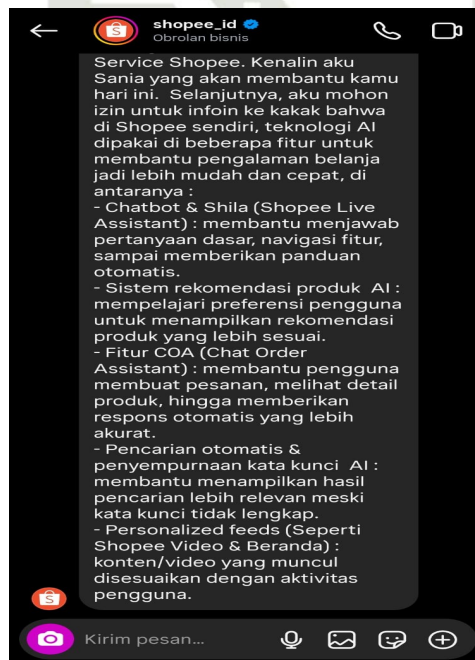 shopee_id
Obrolan bisnis
Service Shopee. Kenalin aku
Sania yang akan membantu kamu
hari ini. Selanjutnya, aku mohon
izin untuk infoin ke kakak bahwa
di Shopee sendiri, teknologi AI
dipakai di beberapa fitur untuk
membantu pengalaman belanja
jadi lebih mudah dan cepat, di
antaranya :
- Chatbot & Shila (Shopee Live
Assistant) : membantu menjawab
pertanyaan dasar, navigasi fitur,
sampai memberikan panduan
otomatis.
- Sistem rekomendasi produk AI :
mempelajari preferensi pengguna
untuk menampilkan rekomendasi
produk yang lebih sesuai.
- Fitur COA (Chat Order
Assistant) : membantu pengguna
membuat pesanan, melihat detail
produk, hingga memberikan
respons otomatis yang lebih
akurat.
- Pencarian otomatis &
penyempurnaan kata kunci AI :
membantu menampilkan hasil
pencarian lebih relevan meski
kata kunci tidak lengkap.
- Personalized feeds (Seperti
Shopee Video & Beranda) :
konten/video yang muncul
disesuaikan dengan aktivitas
pengguna.
Kirim pesan...